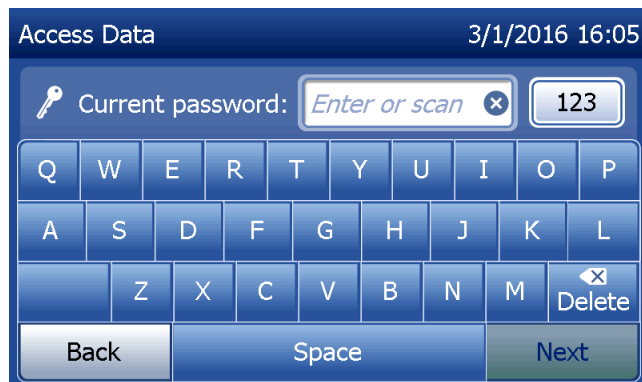 Access Data 3/1/2016 16:05
Current password: Enter or scan 123
Q W E R T Y U I O P
A S D F G H J K L
Z X C V B N M Delete
Back Space Next